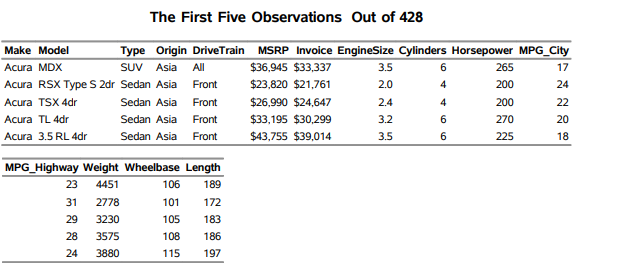 The First Five Observations Out of 428
Make Model Type Origin DriveTrain MSRP Invoice EngineSize Cylinders Horsepower MPG_City
Acura MDX SUV Asia All $36,945 $33,337 3.5 6 265 17
Acura RSX Type S 2dr Sedan Asia Front $23,820 $21,761 2.0 4 200 24
Acura TSX 4dr Sedan Asia Front $26,990 $24,647 2.4 4 200 22
Acura TL 4dr Sedan Asia Front $33,195 $30,299 3.2 6 270 20
Acura 3.5 RL 4dr Sedan Asia Front $43,755 $39,014 3.5 6 225 18
MPG_Highway Weight Wheelbase Length
23 4451 106 189
31 2778 101 172
29 3230 105 183
28 3575 108 186
24 3880 115 197